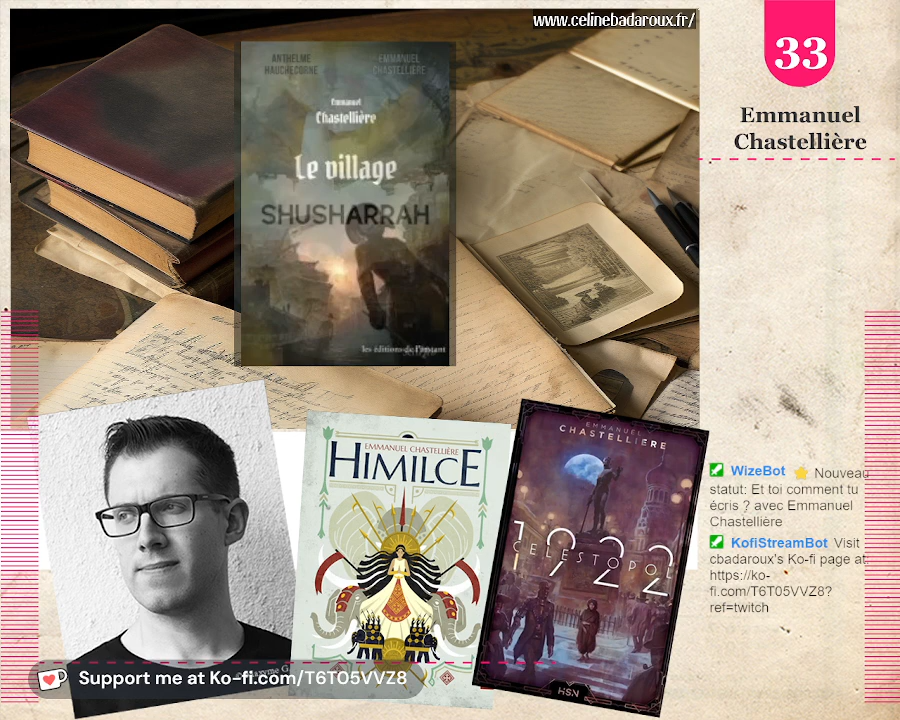 www.celinebadaroux.fr/
33
Emmanuel
Chastellière
ANTHELME
HAUCHECORNE
EMMANUEL
CHASTELLIÈRE
Emmanuel
Chastellière
Le village
SHUSHARRAH
les éditions de l'instant
EMMANUEL CHASTELLIÈRE
HIMILCE
EMMANUEL
CHASTELLIERE
1922
CELESTOPOL
HSN
WizeBot ⭐ Nouveau
statut: Et toi comment tu
écris ? avec Emmanuel
Chastellière
KofiStreamBot Visit
cbadaroux's Ko-fi page at
https://ko-
fi.com/T6T05VVZ8?
ref=twitch
Support me at Ko-fi.com/T6T05VVZ8